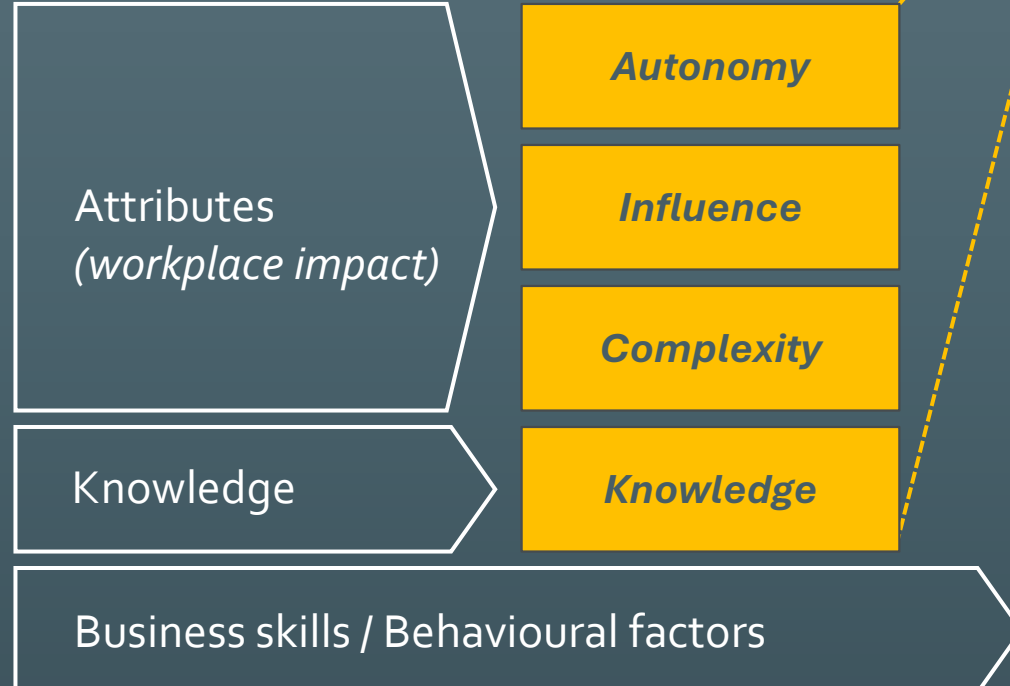 Attributes
(workplace impact)
Autonomy
Influence
Complexity
Knowledge
Knowledge
Business skills / Behavioural factors